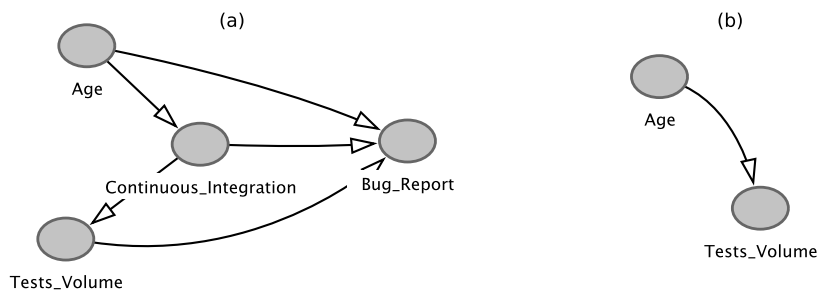 (a)
Age
Continuous_Integration
Bug_Report
Tests_Volume
(b)
Age
Tests_Volume